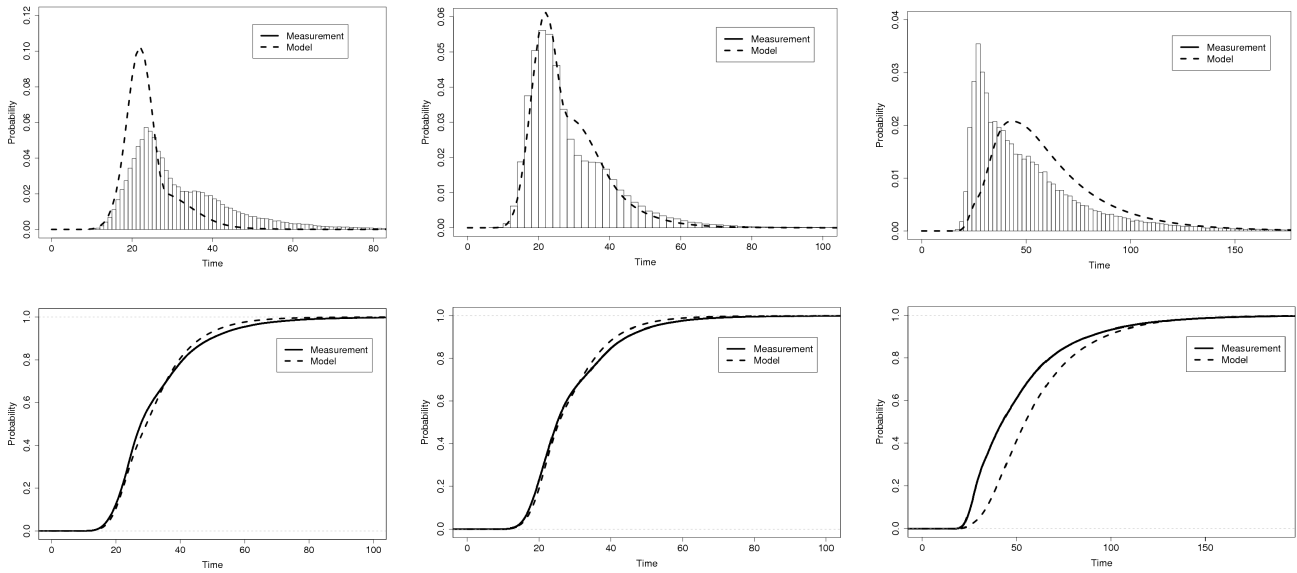 0.00 0.02 0.04 0.06 0.08 0.10 0.12
Probability
0 20 40 60 80
Time
Measurement
Model
0.00 0.01 0.02 0.03 0.04 0.05 0.06
Probability
0 20 40 60 80 100
Time
Measurement
Model
0.00 0.01 0.02 0.03 0.04
Probability
0 50 100 150
Time
Measurement
Model
0.0 0.2 0.4 0.6 0.8 1.0
Probability
0 20 40 60 80 100
Time
Measurement
Model
0.0 0.2 0.4 0.6 0.8 1.0
Probability
0 20 40 60 80 100
Time
Measurement
Model
0.0 0.2 0.4 0.6 0.8 1.0
Probability
0 50 100 150
Time
Measurement
Model